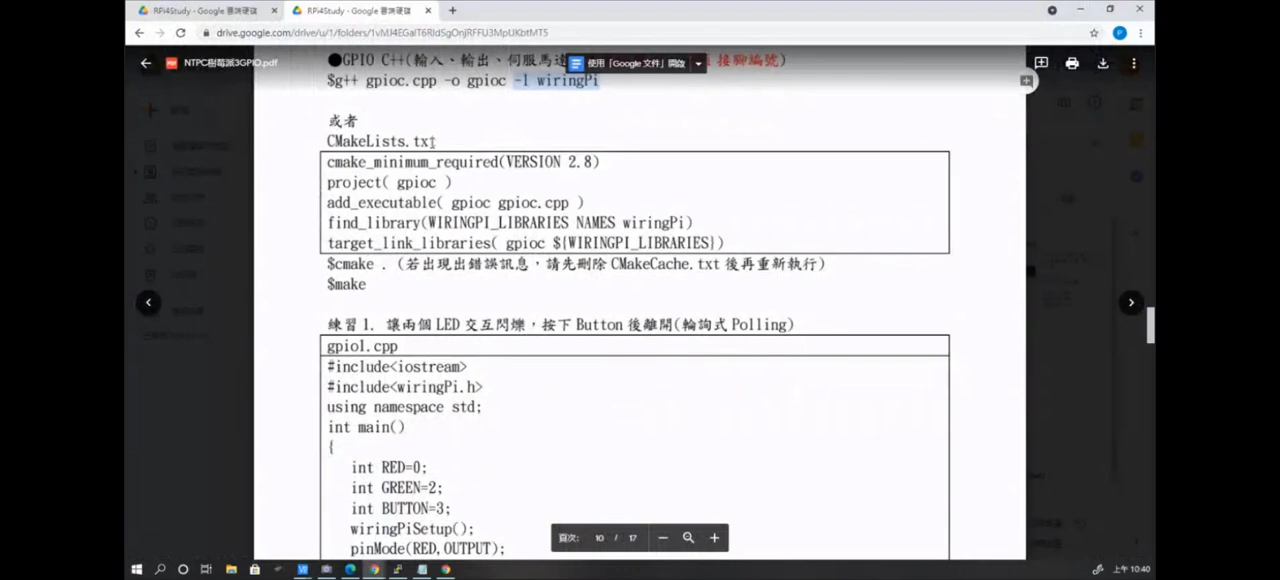 RPi4Study - Google 雲端硬碟
RPi4Study - Google 雲端硬碟
drive.google.com/drive/u/1/folders/1vMJ4EGaIT6RIdSgOnjRFFU3MpUKbtMT5
NTPC樹莓派3GPIO.pdf
使用「Google 文件」開啟
●GPIO C++(輸入、輸出、伺服馬達 接腳編號)
$g++ gpioc.cpp -o gpioc -l wiringPi
或者
CMakeLists.txt
cmake_minimum_required(VERSION 2.8)
project( gpioc )
add_executable( gpioc gpioc.cpp )
find_library(WIRINGPI_LIBRARIES NAMES wiringPi)
target_link_libraries( gpioc ${WIRINGPI_LIBRARIES})
$cmake . (若出現出錯誤訊息，請先刪除 CMakeCache.txt 後再重新執行)
$make
練習 1. 讓兩個 LED 交互閃爍，按下 Button 後離開(輪詢式 Polling)
gpio1.cpp
#include<iostream>
#include<wiringPi.h>
using namespace std;
int main()
{
int RED=0;
int GREEN=2;
int BUTTON=3;
wiringPiSetup();
pinMode(RED,OUTPUT);
頁次: 10 / 17
上午 10:40